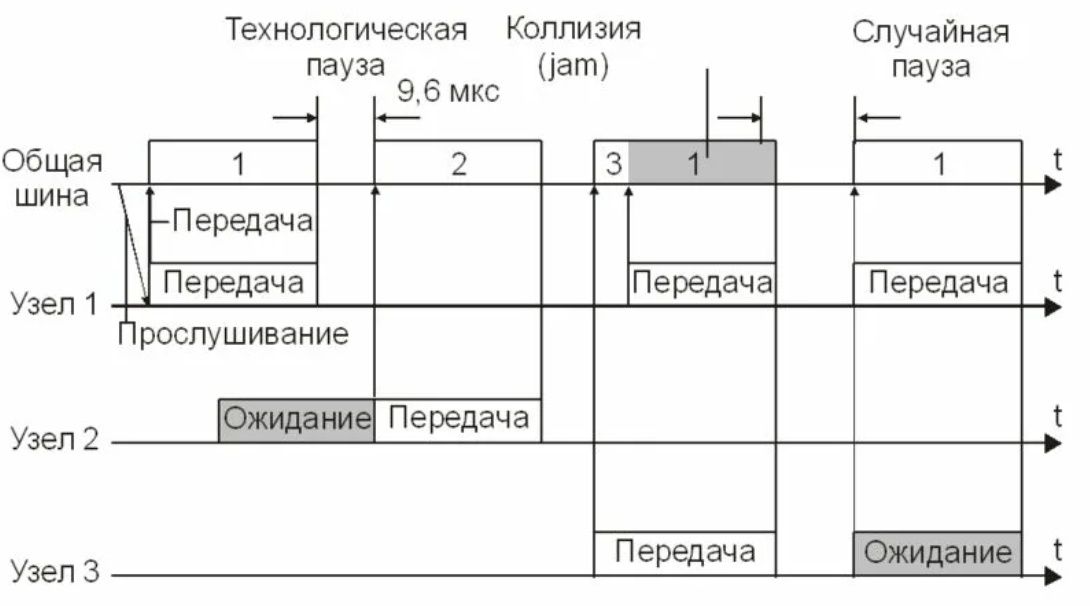 Технологическая
пауза
Коллизия
(jam)
Случайная
пауза
9,6 мкс
Общая
шина
1
2
3
1
1
t
Передача
Узел 1
Передача
Передача
Передача
t
Прослушивание
Узел 2
Ожидание
Передача
t
Узел 3
Передача
Ожидание
t